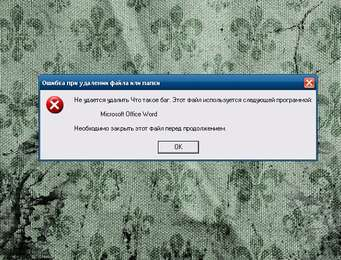 Ошибка при удалении файла или папки
Не удается удалить Что такое баг. Этот файл используется следующей программой:
Microsoft Office Word
Необходимо закрыть этот файл перед продолжением.
OK